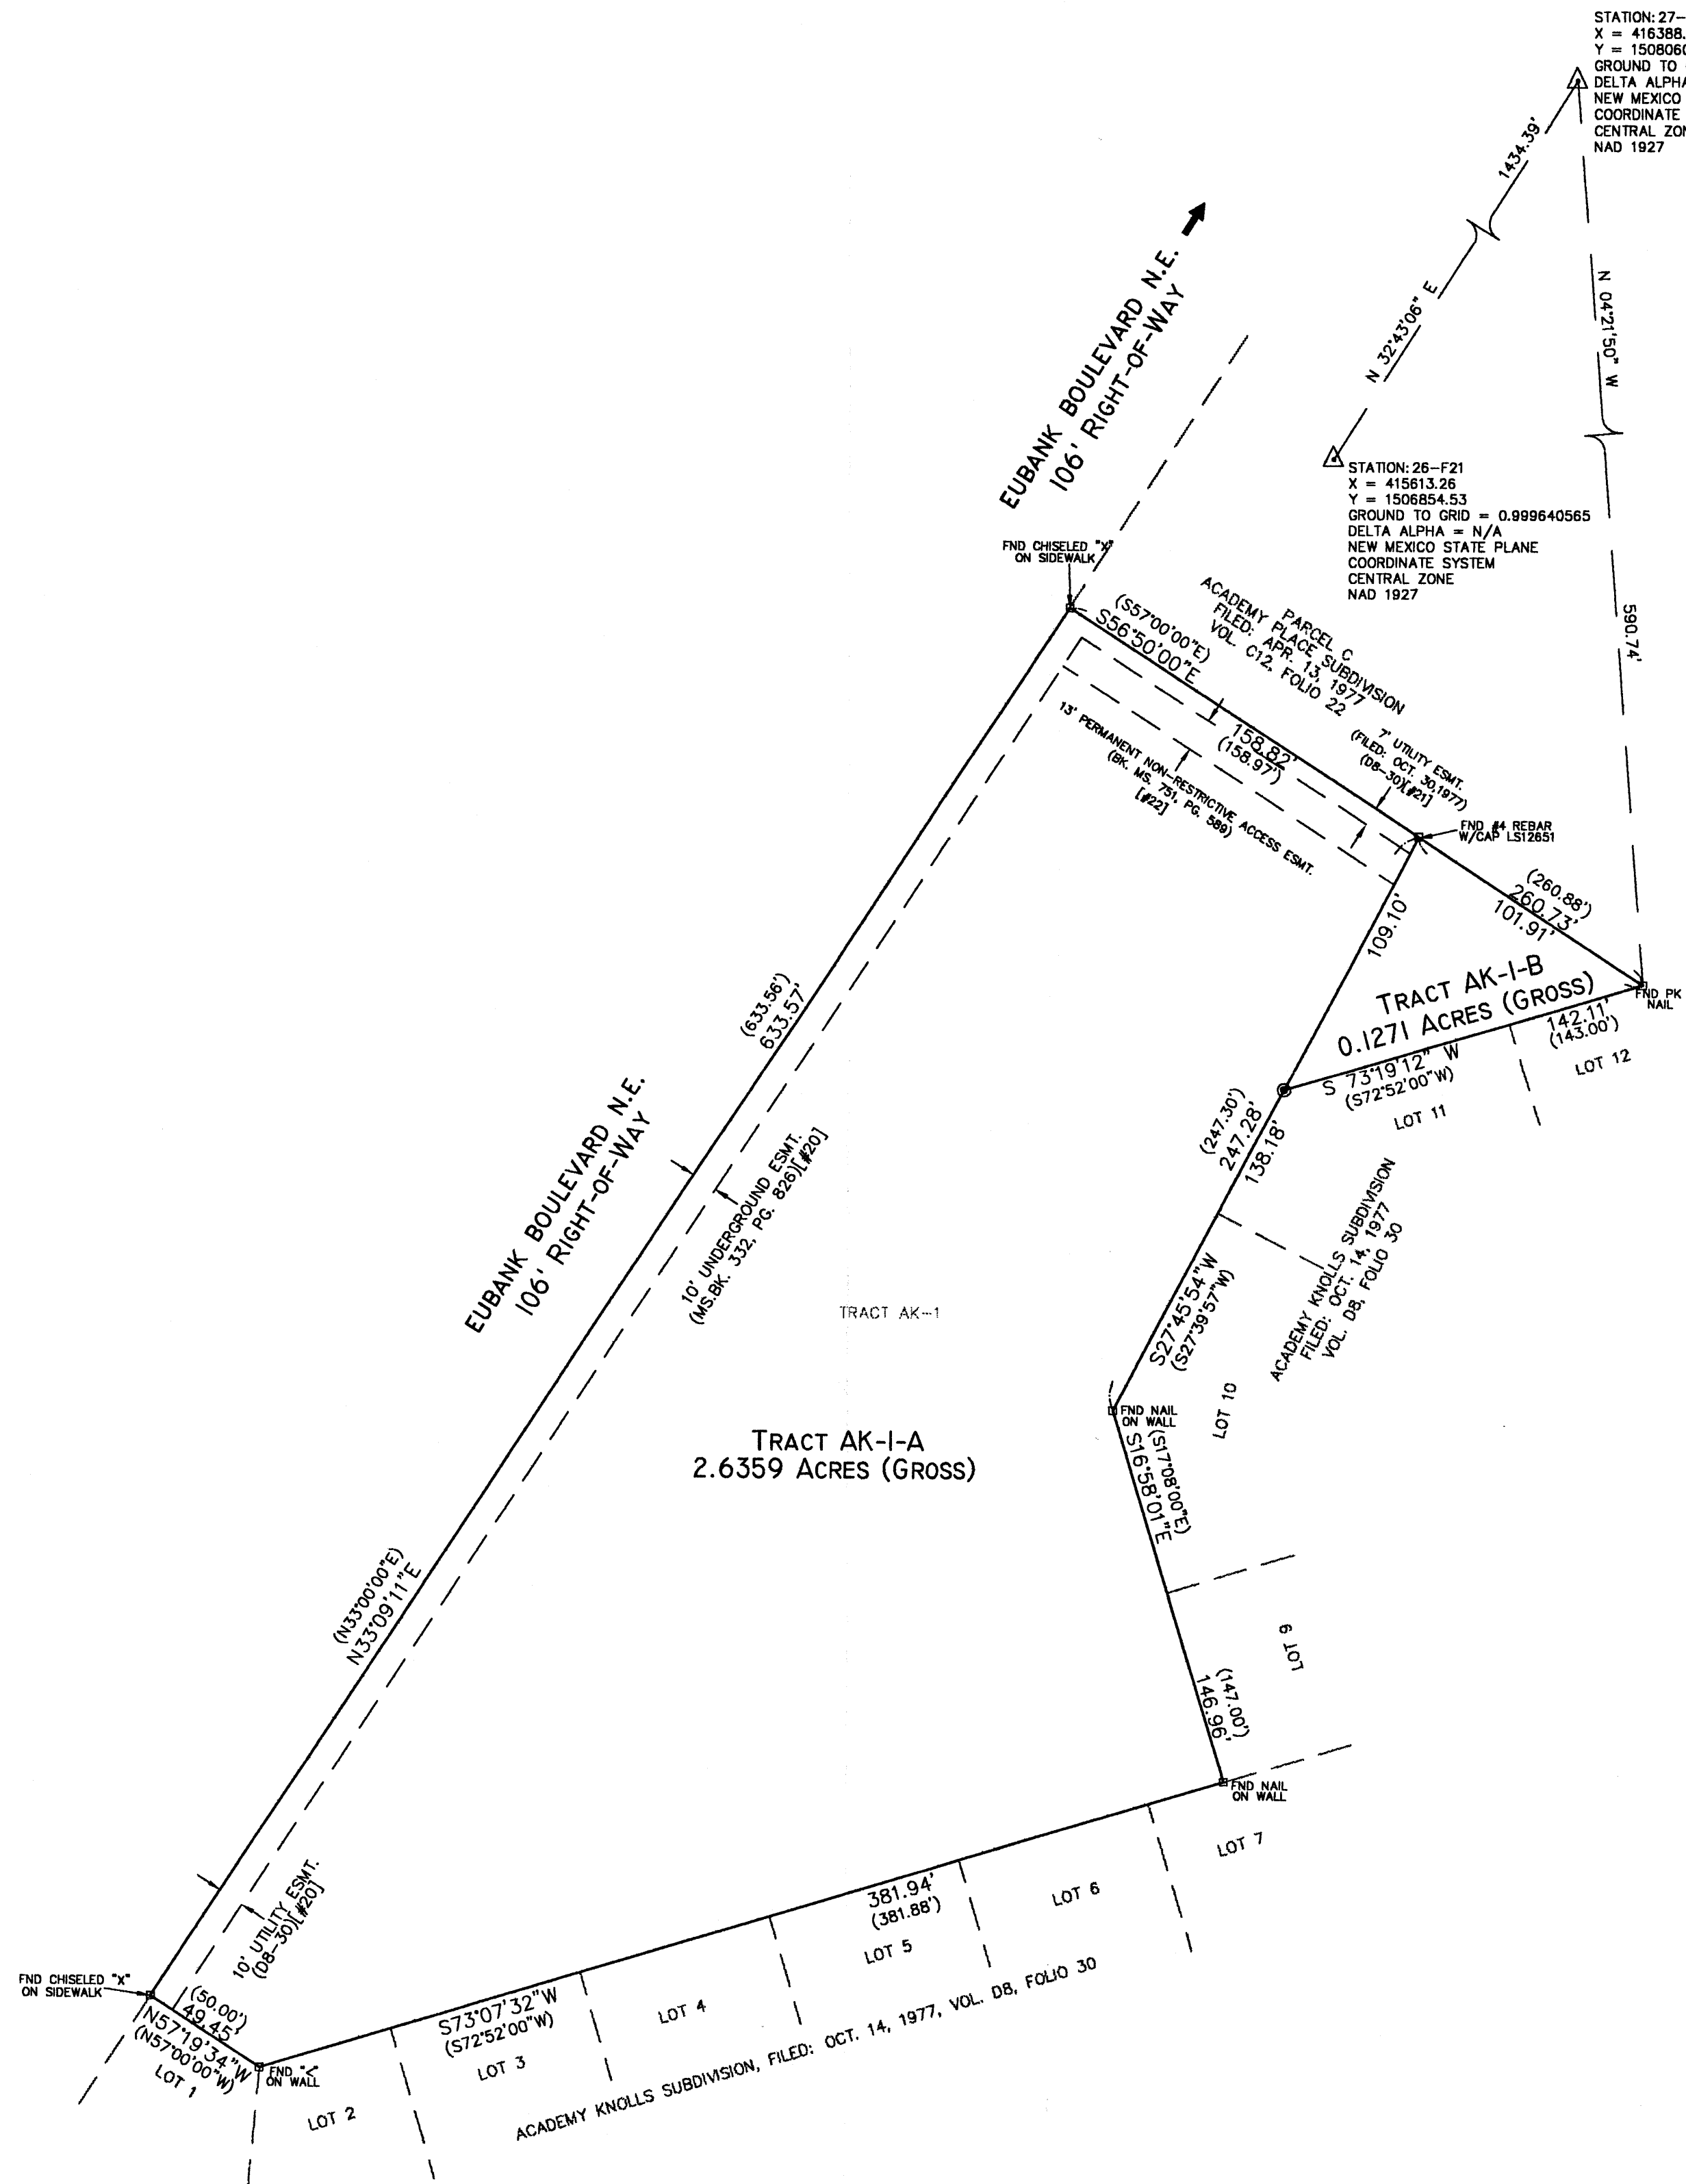 STATION: 27-
X = 416388.
Y = 1508060
GROUND TO
DELTA ALPHA
NEW MEXICO
COORDINATE
CENTRAL ZON
NAD 1927
1434.39'
N 32°43'06" E
N 04°21'50" W
590.74'
STATION: 26-F21
X = 415613.26
Y = 1506854.53
GROUND TO GRID = 0.999640565
DELTA ALPHA = N/A
NEW MEXICO STATE PLANE
COORDINATE SYSTEM
CENTRAL ZONE
NAD 1927
EUBANK BOULEVARD N.E.
106' RIGHT-OF-WAY
FND CHISELED "X"
ON SIDEWALK
PARCEL C
ACADEMY PLACE SUBDIVISION
FILED: APR. 13, 1977
VOL. C12, FOLIO 22
(S57°00'00"E)
S56°50'00"E
158.82'
(158.97')
7' UTILITY ESMT.
(FILED: OCT. 30,1977)
(D8-30)[#21]
13' PERMANENT NON-RESTRICTIVE ACCESS ESMT.
(BK. MS. 751, PG. 589)
[#22]
FND #4 REBAR
W/CAP LS12651
(260.88')
260.73'
101.91'
109.10'
TRACT AK-1-B
0.1271 ACRES (GROSS)
FND PK
NAIL
142.11'
(143.00')
S 73°19'12" W
(S72°52'00"W)
LOT 12
LOT 11
(633.56')
633.57'
(247.30')
247.28'
138.18'
EUBANK BOULEVARD N.E.
106' RIGHT-OF-WAY
10' UNDERGROUND ESMT.
(MS.BK. 332, PG. 826)[#20]
ACADEMY KNOLLS SUBDIVISION
FILED: OCT. 14, 1977
VOL. D8, FOLIO 30
S27°45'54"W
(S27°39'57"W)
TRACT AK-1
LOT 10
FND NAIL
ON WALL
TRACT AK-1-A
2.6359 ACRES (GROSS)
(S17°08'00"E)
S16°58'01"E
(N33°00'00"E)
N33°09'11"E
LOT 9
(147.00')
146.96'
FND NAIL
ON WALL
LOT 7
10' UTILITY ESMT.
(D8-30)[#20]
381.94'
(381.88')
LOT 6
LOT 5
FND CHISELED "X"
ON SIDEWALK
(50.00')
49.45'
N57°19'34"W
(N57°00'00"W)
LOT 1
FND "<"
ON WALL
S73°07'32"W
(S72°52'00"W)
LOT 4
LOT 3
LOT 2
ACADEMY KNOLLS SUBDIVISION, FILED: OCT. 14, 1977, VOL. D8, FOLIO 30